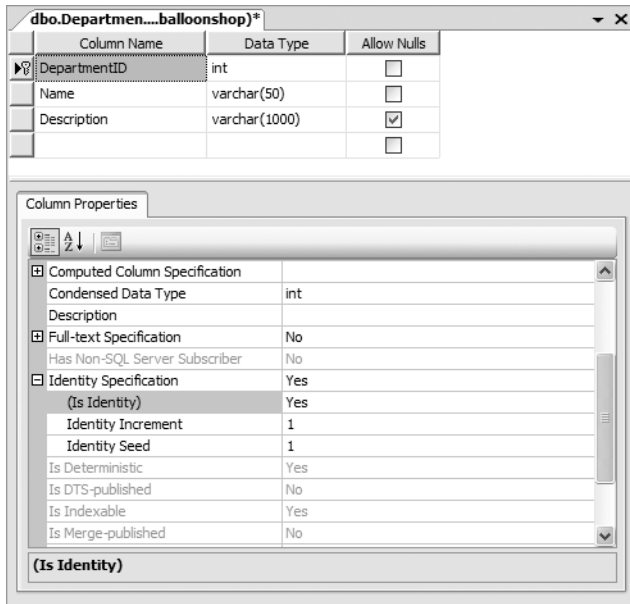 dbo.Departmen....balloonshop)*
Column Name Data Type Allow Nulls
DepartmentID int
Name varchar(50)
Description varchar(1000)
Column Properties
Computed Column Specification
Condensed Data Type int
Description
Full-text Specification No
Has Non-SQL Server Subscriber No
Identity Specification Yes
(Is Identity) Yes
Identity Increment 1
Identity Seed 1
Is Deterministic Yes
Is DTS-published No
Is Indexable Yes
Is Merge-published No
(Is Identity)